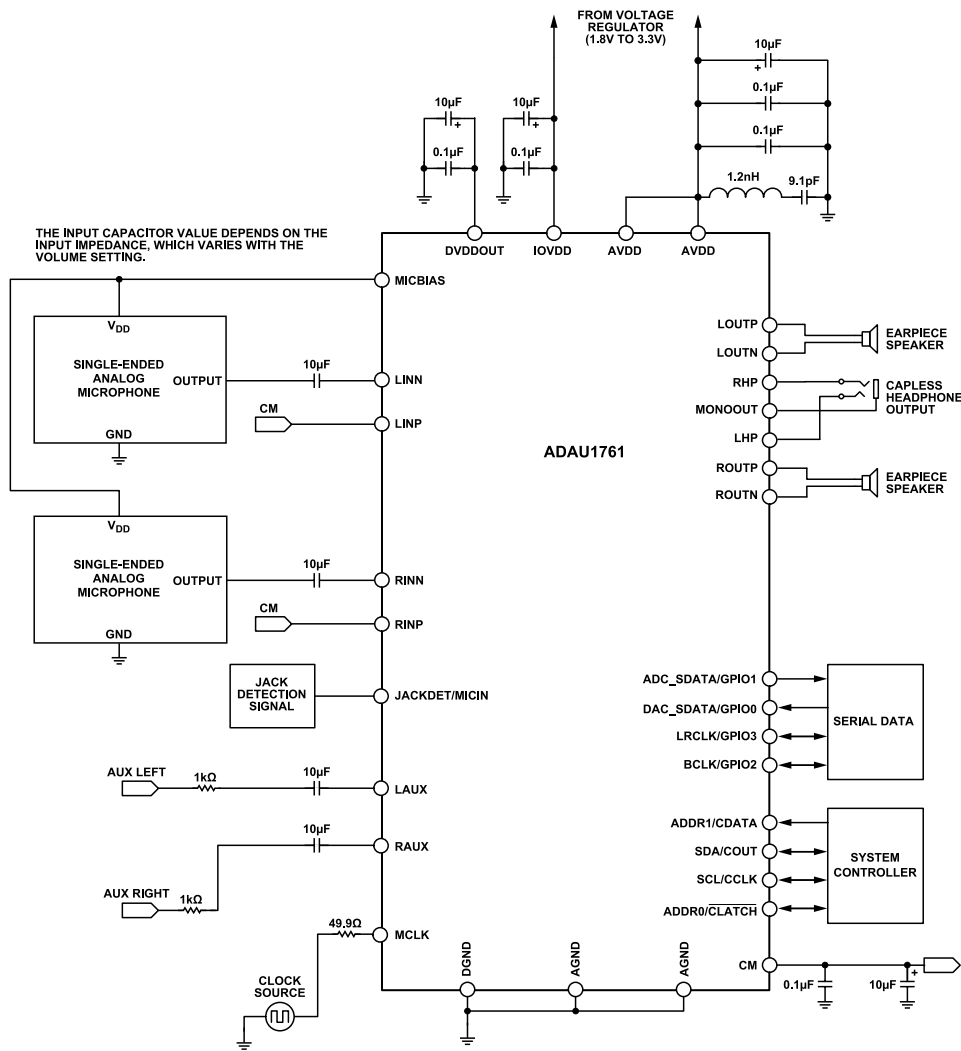 FROM VOLTAGE
REGULATOR
(1.8V TO 3.3V)
10µF
+
0.1µF
0.1µF
1.2nH
9.1pF
10µF
+
0.1µF
10µF
+
0.1µF
THE INPUT CAPACITOR VALUE DEPENDS ON THE
INPUT IMPEDANCE, WHICH VARIES WITH THE
VOLUME SETTING.
DVDDOUT
IOVDD
AVDD
AVDD
MICBIAS
VDD
SINGLE-ENDED
ANALOG
MICROPHONE
OUTPUT
GND
10µF
LINN
CM
LINP
VDD
SINGLE-ENDED
ANALOG
MICROPHONE
OUTPUT
GND
10µF
RINN
CM
RINP
JACK
DETECTION
SIGNAL
JACKDET/MICIN
AUX LEFT
1kΩ
10µF
LAUX
10µF
RAUX
AUX RIGHT
1kΩ
49.9Ω
MCLK
CLOCK
SOURCE
ADAU1761
LOUTP
LOUTN
EARPIECE
SPEAKER
RHP
MONOOUT
LHP
CAPLESS
HEADPHONE
OUTPUT
ROUTP
ROUTN
EARPIECE
SPEAKER
ADC_SDATA/GPIO1
DAC_SDATA/GPIO0
LRCLK/GPIO3
BCLK/GPIO2
SERIAL DATA
ADDR1/CDATA
SDA/COUT
SCL/CCLK
ADDR0/CLATCH
SYSTEM
CONTROLLER
DGND
AGND
AGND
CM
0.1µF
10µF
+